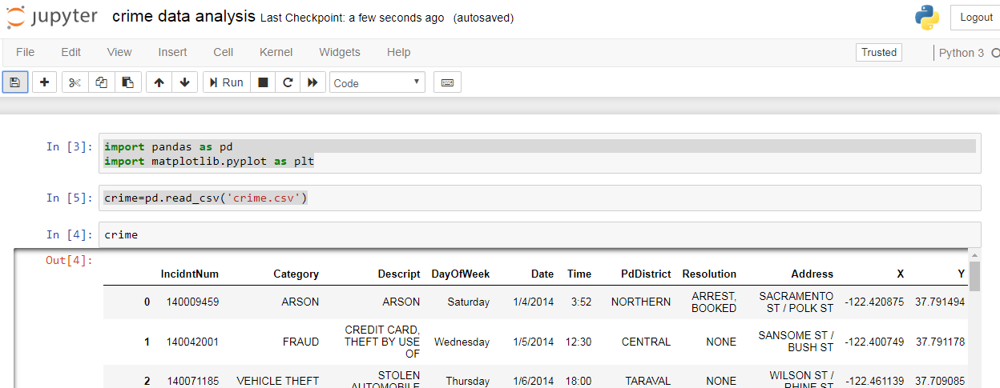 jupyter crime data analysis Last Checkpoint: a few seconds ago (autosaved)
Logout
File Edit View Insert Cell Kernel Widgets Help
Trusted
Python 3
Run
Code
In [3]: import pandas as pd
import matplotlib.pyplot as plt
In [5]: crime=pd.read_csv('crime.csv')
In [4]: crime
Out[4]:
IncidntNum Category Descript DayOfWeek Date Time PdDistrict Resolution Address X Y
0 140009459 ARSON ARSON Saturday 1/4/2014 3:52 NORTHERN ARREST, BOOKED SACRAMENTO ST / POLK ST -122.420875 37.791494
1 140042001 FRAUD CREDIT CARD, THEFT BY USE OF Wednesday 1/5/2014 12:30 CENTRAL NONE SANSOME ST / BUSH ST -122.400749 37.791178
2 140071185 VEHICLE THEFT STOLEN AUTOMOBILE Thursday 1/6/2014 18:00 TARAVAL NONE WILSON ST / RHINE ST -122.461139 37.709085